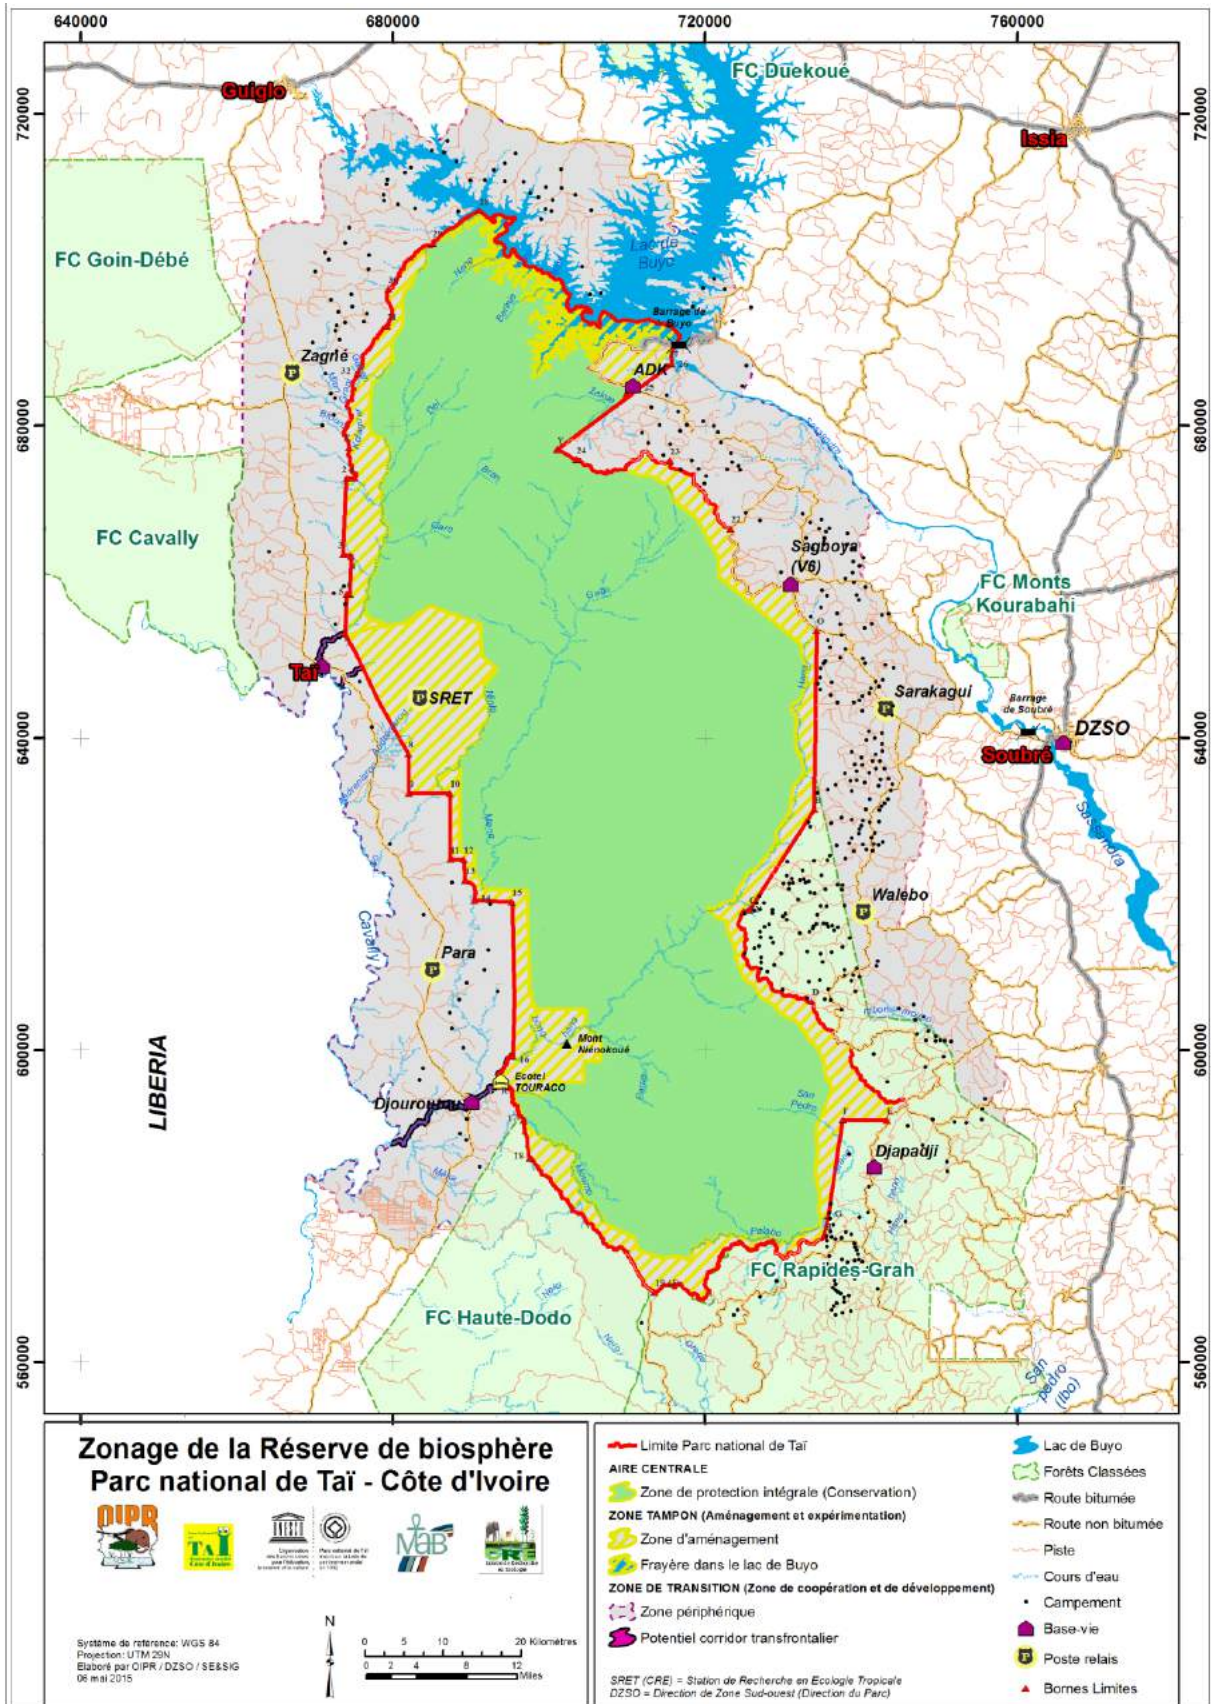 640000
680000
720000
760000
FC Duekoué
Guiglo
720000
720000
Issia
Lac de
Buyo
FC Goin-Débé
Barrage de
Buyo
Zagné
ADK
680000
680000
FC Cavally
Sagboya
(V6)
FC Monts
Kourabahi
Taï
SRET
Sarakagui
Barrage
de Soubré
DZSO
640000
640000
Soubré
Sassandra
Walebo
Cavally
Para
Mont
Niénokoué
600000
600000
Ecotel
TOURACO
LIBERIA
Djouroutou
San
Pedro
Djapadji
Palabo
FC Rapides-Grah
FC Haute-Dodo
560000
560000
San
padro
(Ibo)
Zonage de la Réserve de biosphère
Parc national de Taï - Côte d'Ivoire
OIPR
TAÏ
UNESCO
MAB
CRE
Système de reférence: WGS 84
Projection: UTM 29N
Elaboré par OIPR / DZSO / SE&SIG
06 mai 2015
N
0 5 10 20 Kilomètres
0 2 4 8 12
Miles
Limite Parc national de Taï
AIRE CENTRALE
Zone de protection intégrale (Conservation)
ZONE TAMPON (Aménagement et expérimentation)
Zone d'aménagement
Frayère dans le lac de Buyo
ZONE DE TRANSITION (Zone de coopération et de développement)
Zone périphérique
Potentiel corridor transfrontalier
SRET (CRE) = Station de Recherche en Ecologie Tropicale
DZSO = Direction de Zone Sud-ouest (Direction du Parc)
Lac de Buyo
Forêts Classées
Route bitumée
Route non bitumée
Piste
Cours d'eau
Campement
Base-vie
Poste relais
Bornes Limites